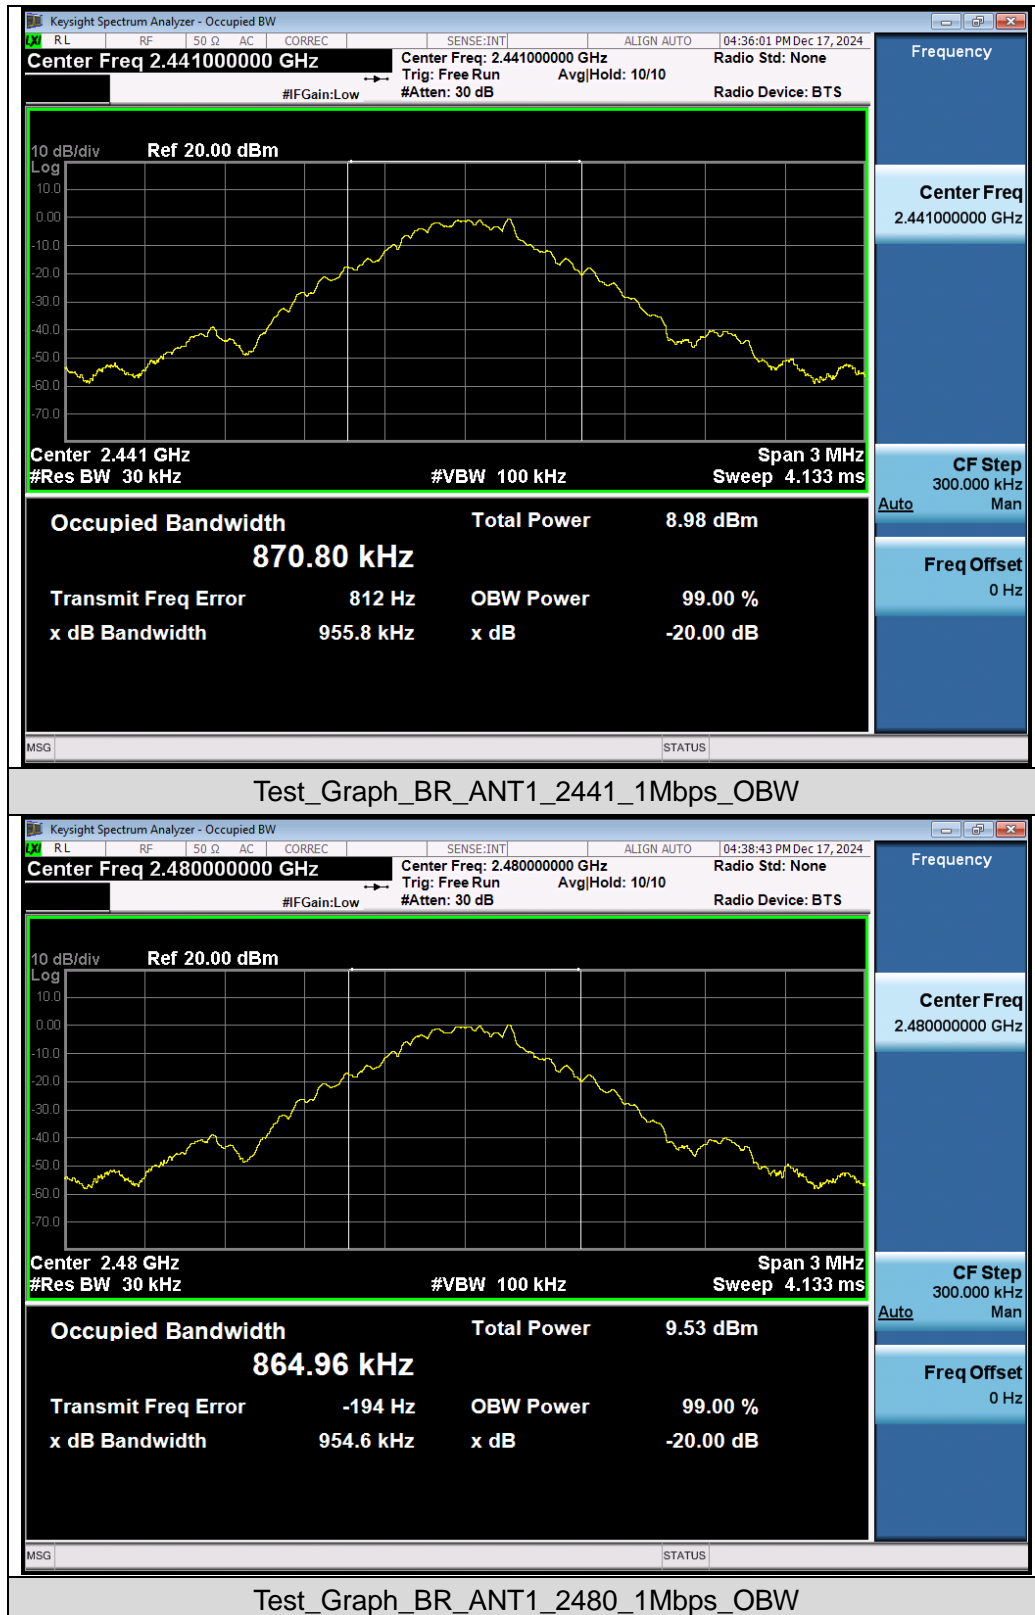 Keysight Spectrum Analyzer - Occupied BW
LXI RL RF 50 Ω AC CORREC SENSE:INT ALIGN AUTO 04:36:01 PM Dec 17, 2024
Center Freq 2.441000000 GHz
Center Freq: 2.441000000 GHz
Radio Std: None
Trig: Free Run Avg|Hold: 10/10
#IFGain:Low
#Atten: 30 dB
Radio Device: BTS
Frequency
10 dB/div Ref 20.00 dBm
Log
10.0
0.00
-10.0
-20.0
-30.0
-40.0
-50.0
-60.0
-70.0
Center Freq
2.441000000 GHz
Center 2.441 GHz Span 3 MHz
#Res BW 30 kHz #VBW 100 kHz Sweep 4.133 ms
CF Step
300.000 kHz
Auto Man
Freq Offset
0 Hz
Occupied Bandwidth Total Power 8.98 dBm
870.80 kHz
Transmit Freq Error 812 Hz OBW Power 99.00 %
x dB Bandwidth 955.8 kHz x dB -20.00 dB
MSG STATUS
Test_Graph_BR_ANT1_2441_1Mbps_OBW
Keysight Spectrum Analyzer - Occupied BW
LXI RL RF 50 Ω AC CORREC SENSE:INT ALIGN AUTO 04:38:43 PM Dec 17, 2024
Center Freq 2.480000000 GHz
Center Freq: 2.480000000 GHz
Radio Std: None
Trig: Free Run Avg|Hold: 10/10
#IFGain:Low
#Atten: 30 dB
Radio Device: BTS
Frequency
10 dB/div Ref 20.00 dBm
Log
10.0
0.00
-10.0
-20.0
-30.0
-40.0
-50.0
-60.0
-70.0
Center Freq
2.480000000 GHz
Center 2.48 GHz Span 3 MHz
#Res BW 30 kHz #VBW 100 kHz Sweep 4.133 ms
CF Step
300.000 kHz
Auto Man
Freq Offset
0 Hz
Occupied Bandwidth Total Power 9.53 dBm
864.96 kHz
Transmit Freq Error -194 Hz OBW Power 99.00 %
x dB Bandwidth 954.6 kHz x dB -20.00 dB
MSG STATUS
Test_Graph_BR_ANT1_2480_1Mbps_OBW